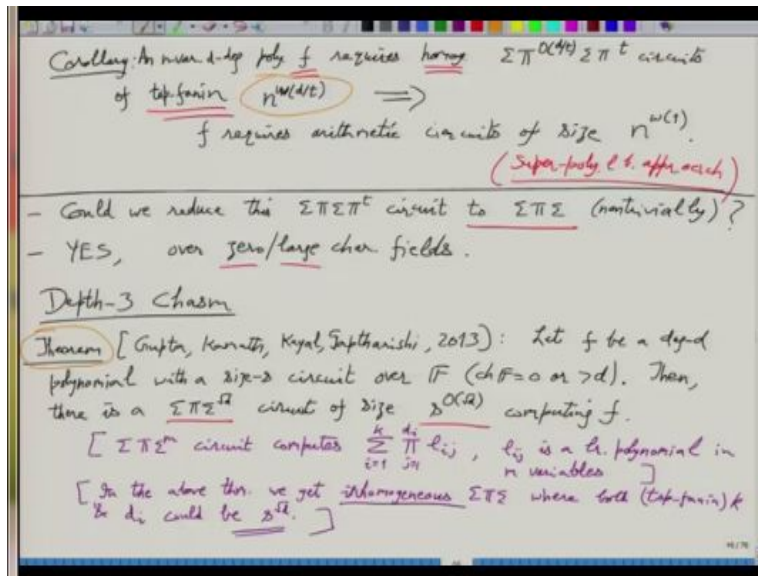 Corollary: An n-var. d-deg poly. f requires homog. ΣΠ^{O(d/t)}ΣΠ^t circuits
of top-fanin n^{ω(d/t)} ⟹
f requires arithmetic circuits of size n^{ω(1)}.
(Super-poly. l.b. approach)
- Could we reduce this ΣΠΣΠ^t circuit to ΣΠΣ (nontrivially)?
- YES, over zero/large char. fields.
Depth-3 Chasm
Theorem [Gupta, Kamath, Kayal, Saptharishi, 2013]: Let f be a deg-d
polynomial with a size-s circuit over F (ch F=0 or >d). Then,
there is a ΣΠΣ^{√d} circuit of size s^{O(√d)} computing f.
[ΣΠΣ^m circuit computes Σ_{i=1}^{k} Π_{j=1}^{d_i} l_{ij}, l_{ij} is a lin. polynomial in
m variables]
[In the above thm. we get inhomogeneous ΣΠΣ where both (top-fanin) k
& d_i could be s^{√d}.]